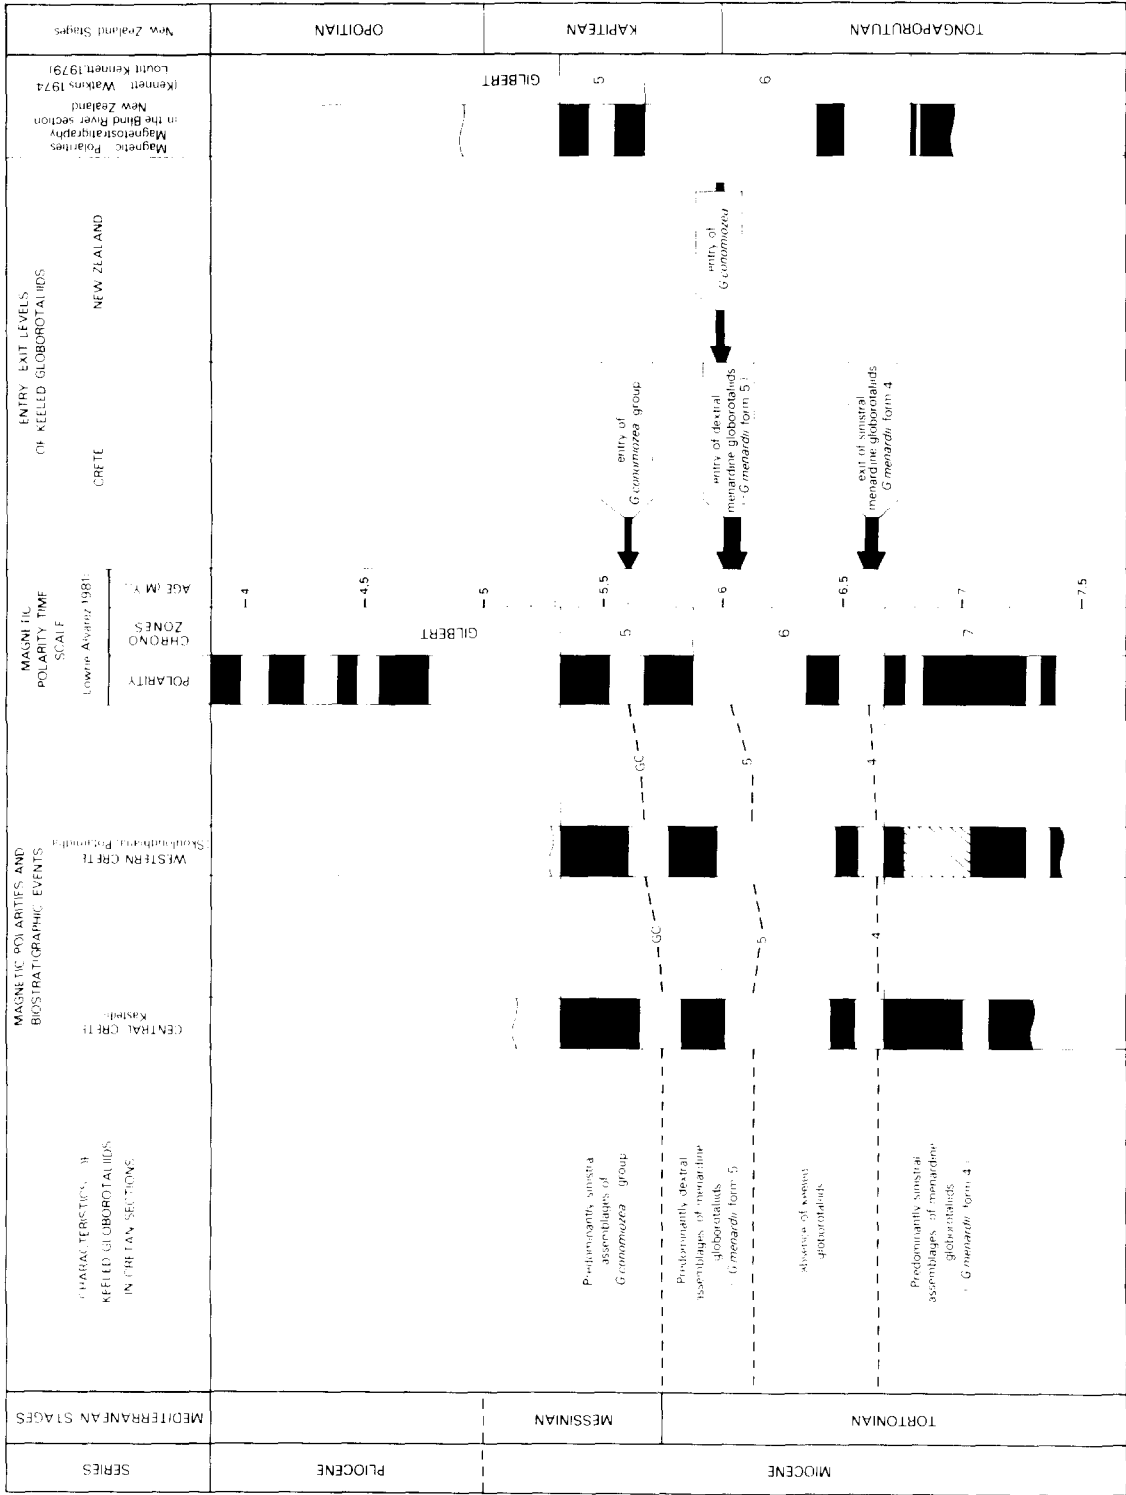 SERIES
MEDITERRANEAN STAGES
PLIOCENE
MIOCENE
MESSINIAN
TORTONIAN
KEELED GLOBOROTALIIDS
IN CRETAN SECTIONS
Predominantly sinistral
assemblages of
G conomiozea group
Predominantly dextral
assemblages of menardine
globorotaliids
G menardii form 5
absence of keeled
globorotaliids
Predominantly sinistral
assemblages of menardine
globorotaliids
G menardii form 4
MAGNETIC POLARITIES AND
BIOSTRATIGRAPHIC EVENTS
CENTRAL CRETE
Kastelli
WESTERN CRETE
GC
5
4
GC
5
4
MAGNETIC
POLARITY TIME
SCALE
Lowrie Alvarez 1981
POLARITY
CHRONO
ZONES
AGE (M.Y.)
GILBERT
5
6
7
4
4.5
5
5.5
6
6.5
7
7.5
ENTRY EXIT LEVELS
OF KEELED GLOBOROTALIIDS
CRETE
NEW ZEALAND
entry of
G conomiozea group
entry of dextral
menardine globorotaliids
G menardii form 5
exit of sinistral
menardine globorotaliids
G menardii form 4
entry of
G conomiozea
Magnetic Polarities
Magnetostratigraphy
in the Blind River section
New Zealand
(Kennett Watkins 1974
Loutit Kennett, 1979)
GILBERT
5
6
New Zealand Stages
OPOITIAN
KAPITEAN
TONGAPORUTUAN